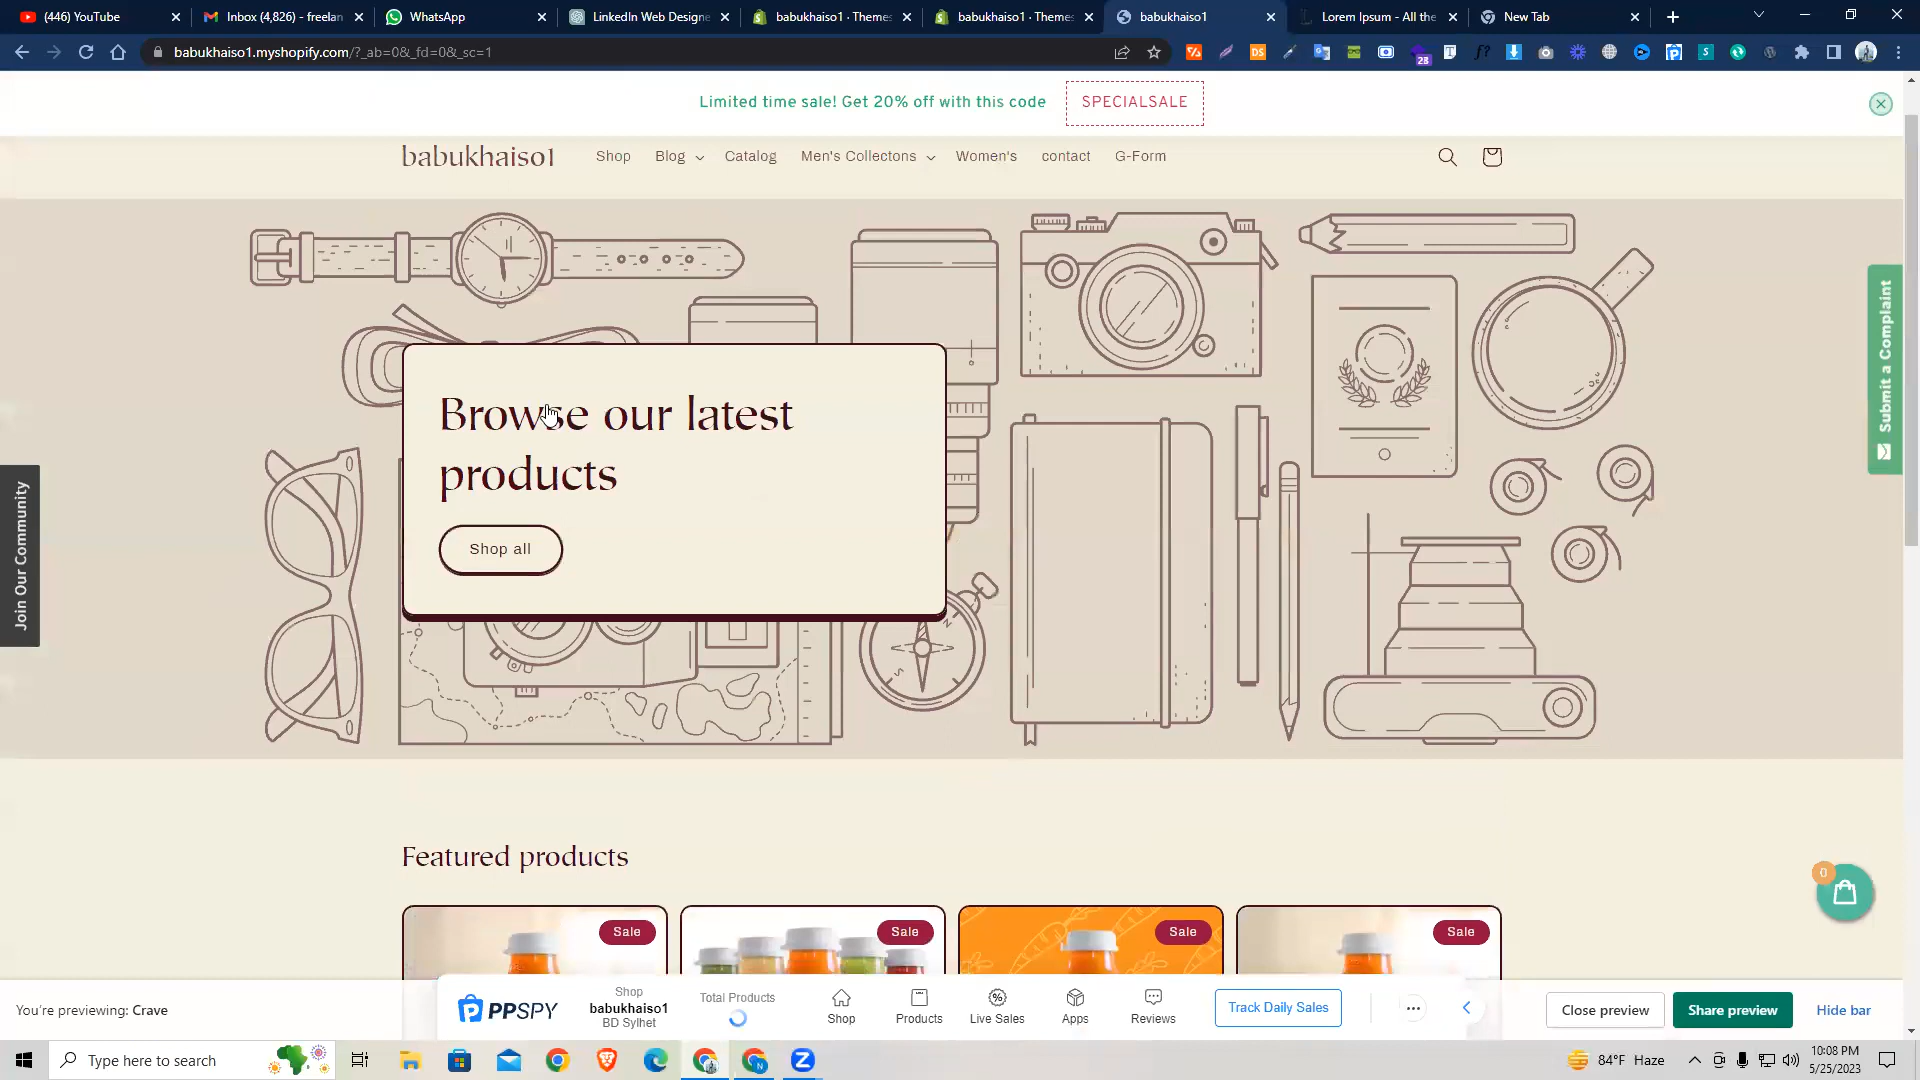 (446) YouTube
Inbox (4,826) - freelan
WhatsApp
LinkedIn Web Designe
babukhaiso1 · Themes
babukhaiso1 · Themes
babukhaiso1
Lorem Ipsum - All the
New Tab
babukhaiso1.myshopify.com/?_ab=0&_fd=0&_sc=1
Limited time sale! Get 20% off with this code
SPECIALSALE
babukhaiso1
Shop
Blog
Catalog
Men's Collectons
Women's
contact
G-Form
Submit a Complaint
Join Our Community
Browse our latest
products
Shop all
Featured products
Sale
Sale
Sale
Sale
0
You're previewing: Crave
PPSPY
Shop
babukhaiso1
BD Sylhet
Total Products
Shop
Products
Live Sales
Apps
Reviews
Track Daily Sales
Close preview
Share preview
Hide bar
Type here to search
84°F Haze
10:08 PM
5/25/2023